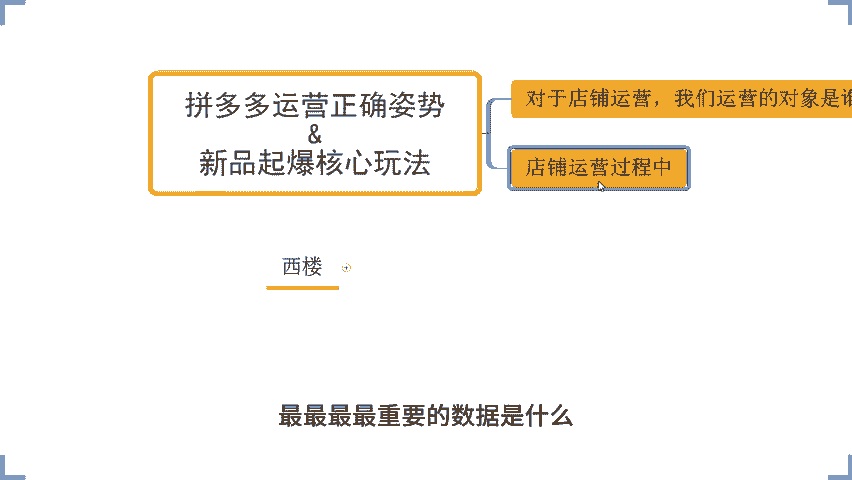 拼多多运营正确姿势
&
新品起爆核心玩法
对于店铺运营，我们运营的对象是
店铺运营过程中
西楼
最最最最重要的数据是什么